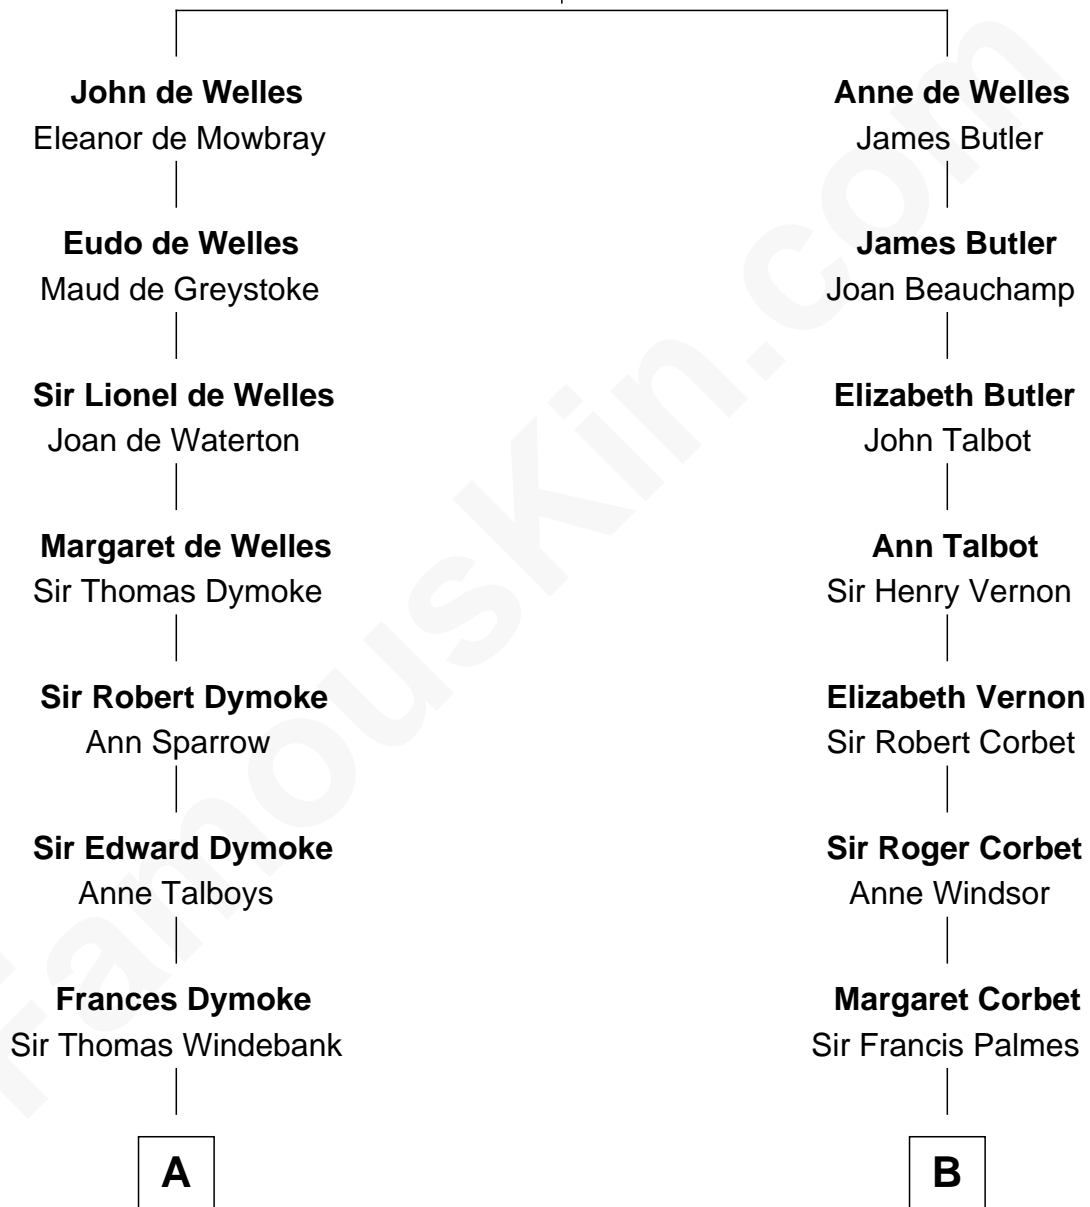 John de Welles
Eleanor de Mowbray
Eudo de Welles
Maud de Greystoke
Sir Lionel de Welles
Joan de Waterton
Margaret de Welles
Sir Thomas Dymoke
Sir Robert Dymoke
Ann Sparrow
Sir Edward Dymoke
Anne Talboys
Frances Dymoke
Sir Thomas Windebank
A
Anne de Welles
James Butler
James Butler
Joan Beauchamp
Elizabeth Butler
John Talbot
Ann Talbot
Sir Henry Vernon
Elizabeth Vernon
Sir Robert Corbet
Sir Roger Corbet
Anne Windsor
Margaret Corbet
Sir Francis Palmes
B
FamousKin.com